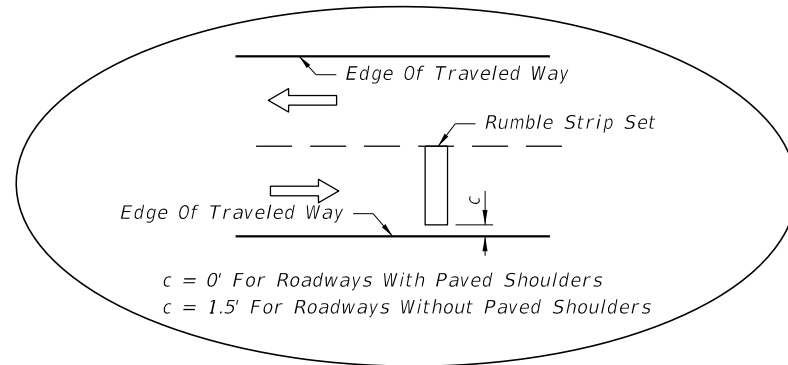 Edge Of Traveled Way
Rumble Strip Set
c
Edge Of Traveled Way
c = 0' For Roadways With Paved Shoulders
c = 1.5' For Roadways Without Paved Shoulders